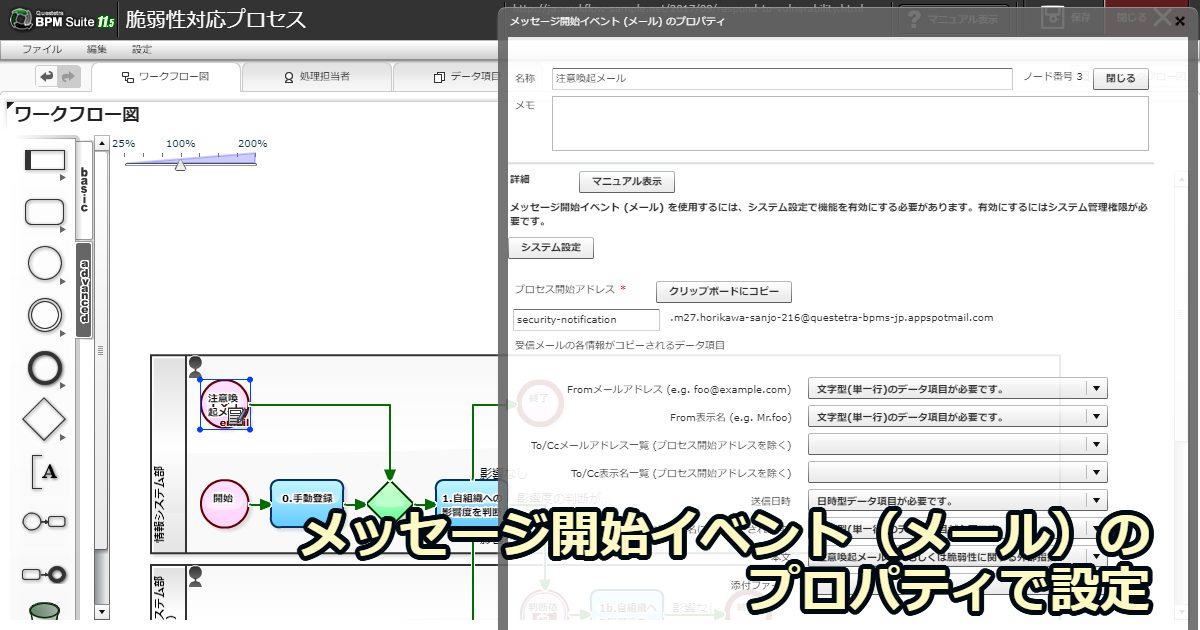 Questetra
BPM Suite 11.5
脆弱性対応プロセス
メッセージ開始イベント (メール) のプロパティ
マニュアル表示
保存
閉じる
ファイル
編集
設定
ワークフロー図
処理担当者
データ項目
名称
注意喚起メール
ノード番号 3
閉じる
メモ
ワークフロー図
25%
100%
200%
basic
advanced
詳細
マニュアル表示
メッセージ開始イベント (メール) を使用するには、システム設定で機能を有効にする必要があります。有効にするにはシステム管理権限が必
要です。
システム設定
プロセス開始アドレス *
クリップボードにコピー
security-notification
.m27.horikawa-sanjo-216@questetra-bpms-jp.appspotmail.com
受信メールの各情報がコピーされるデータ項目
Fromメールアドレス (e.g. foo@example.com)
文字型(単一行)のデータ項目が必要です。
From表示名 (e.g. Mr.foo)
文字型(単一行)のデータ項目が必要です。
To/Ccメールアドレス一覧 (プロセス開始アドレスを除く)
To/Cc表示名一覧 (プロセス開始アドレスを除く)
送信日時
日時型データ項目が必要です。
本文
添付ファ
情報システム部
注意喚
起メール
email
終了
開始
0.手動登録
1.自組織への
影響度を判断
影響なし
影響度の判断が
ステム部
判断値
1b.自組織へ
影響なし
A
メッセージ開始イベント（メール）の
プロパティで設定